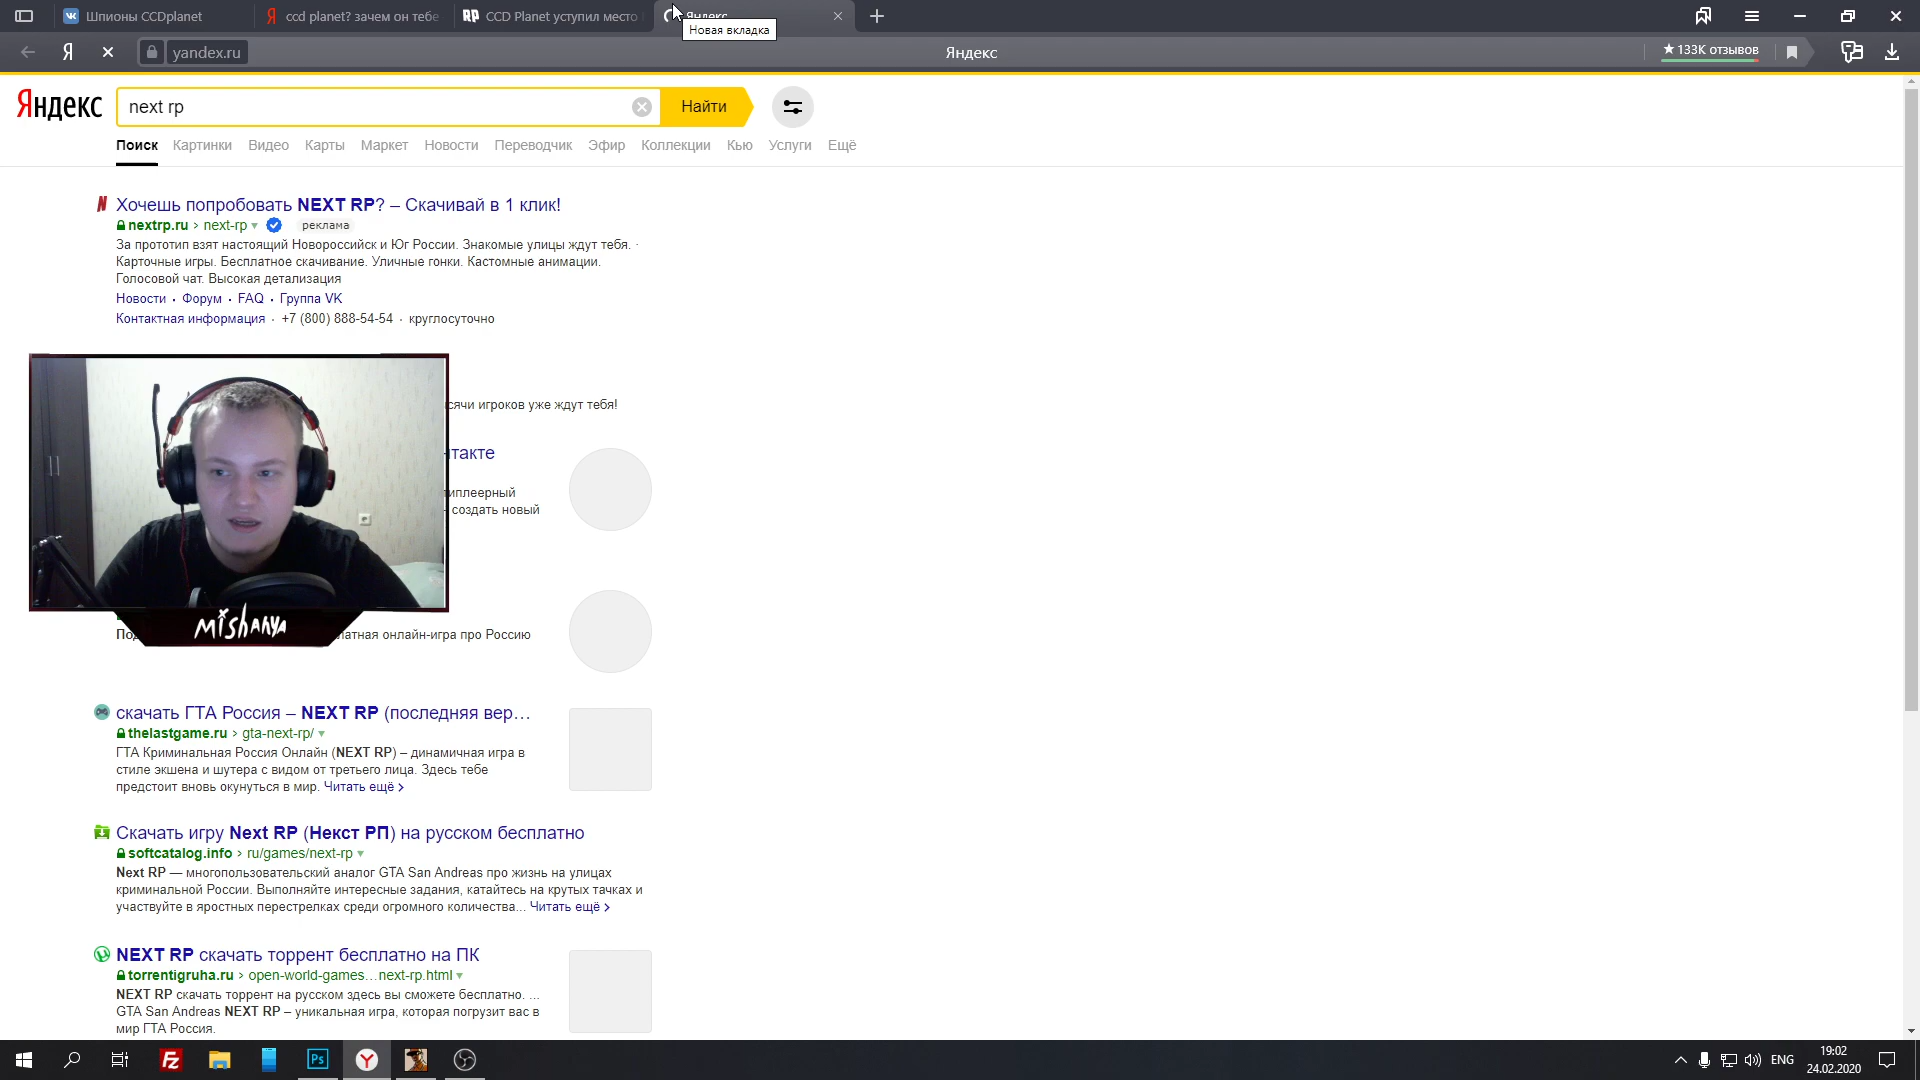 Шпионы CCDplanet
ccd planet? зачем он тебе
CCD Planet уступил место
Яндекс
Новая вкладка
Я
yandex.ru
Яндекс
★ 133К отзывов
Яндекс
next rp
Найти
Поиск Картинки Видео Карты Маркет Новости Переводчик Эфир Коллекции Кью Услуги Ещё
Хочешь попробовать NEXT RP? – Скачивай в 1 клик!
nextrp.ru › next-rp реклама
За прототип взят настоящий Новороссийск и Юг России. Знакомые улицы ждут тебя. ·
Карточные игры. Бесплатное скачивание. Уличные гонки. Кастомные анимации.
Голосовой чат. Высокая детализация
Новости · Форум · FAQ · Группа VK
Контактная информация · +7 (800) 888-54-54 · круглосуточно
сячи игроков уже ждут тебя!
нтакте
типлеерный
создать новый
mishanya
Под
латная онлайн-игра про Россию
скачать ГТА Россия – NEXT RP (последняя вер...
thelastgame.ru › gta-next-rp/
ГТА Криминальная Россия Онлайн (NEXT RP) – динамичная игра в
стиле экшена и шутера с видом от третьего лица. Здесь тебе
предстоит вновь окунуться в мир. Читать ещё ›
Скачать игру Next RP (Некст РП) на русском бесплатно
softcatalog.info › ru/games/next-rp
Next RP — многопользовательский аналог GTA San Andreas про жизнь на улицах
криминальной России. Выполняйте интересные задания, катайтесь на крутых тачках и
участвуйте в яростных перестрелках среди огромного количества... Читать ещё ›
NEXT RP скачать торрент бесплатно на ПК
torrentigruha.ru › open-world-games...next-rp.html
NEXT RP скачать торрент на русском здесь вы сможете бесплатно. ...
GTA San Andreas NEXT RP – уникальная игра, которая погрузит вас в
мир ГТА Россия.
Fz
Ps
Y
ENG
19:02
24.02.2020